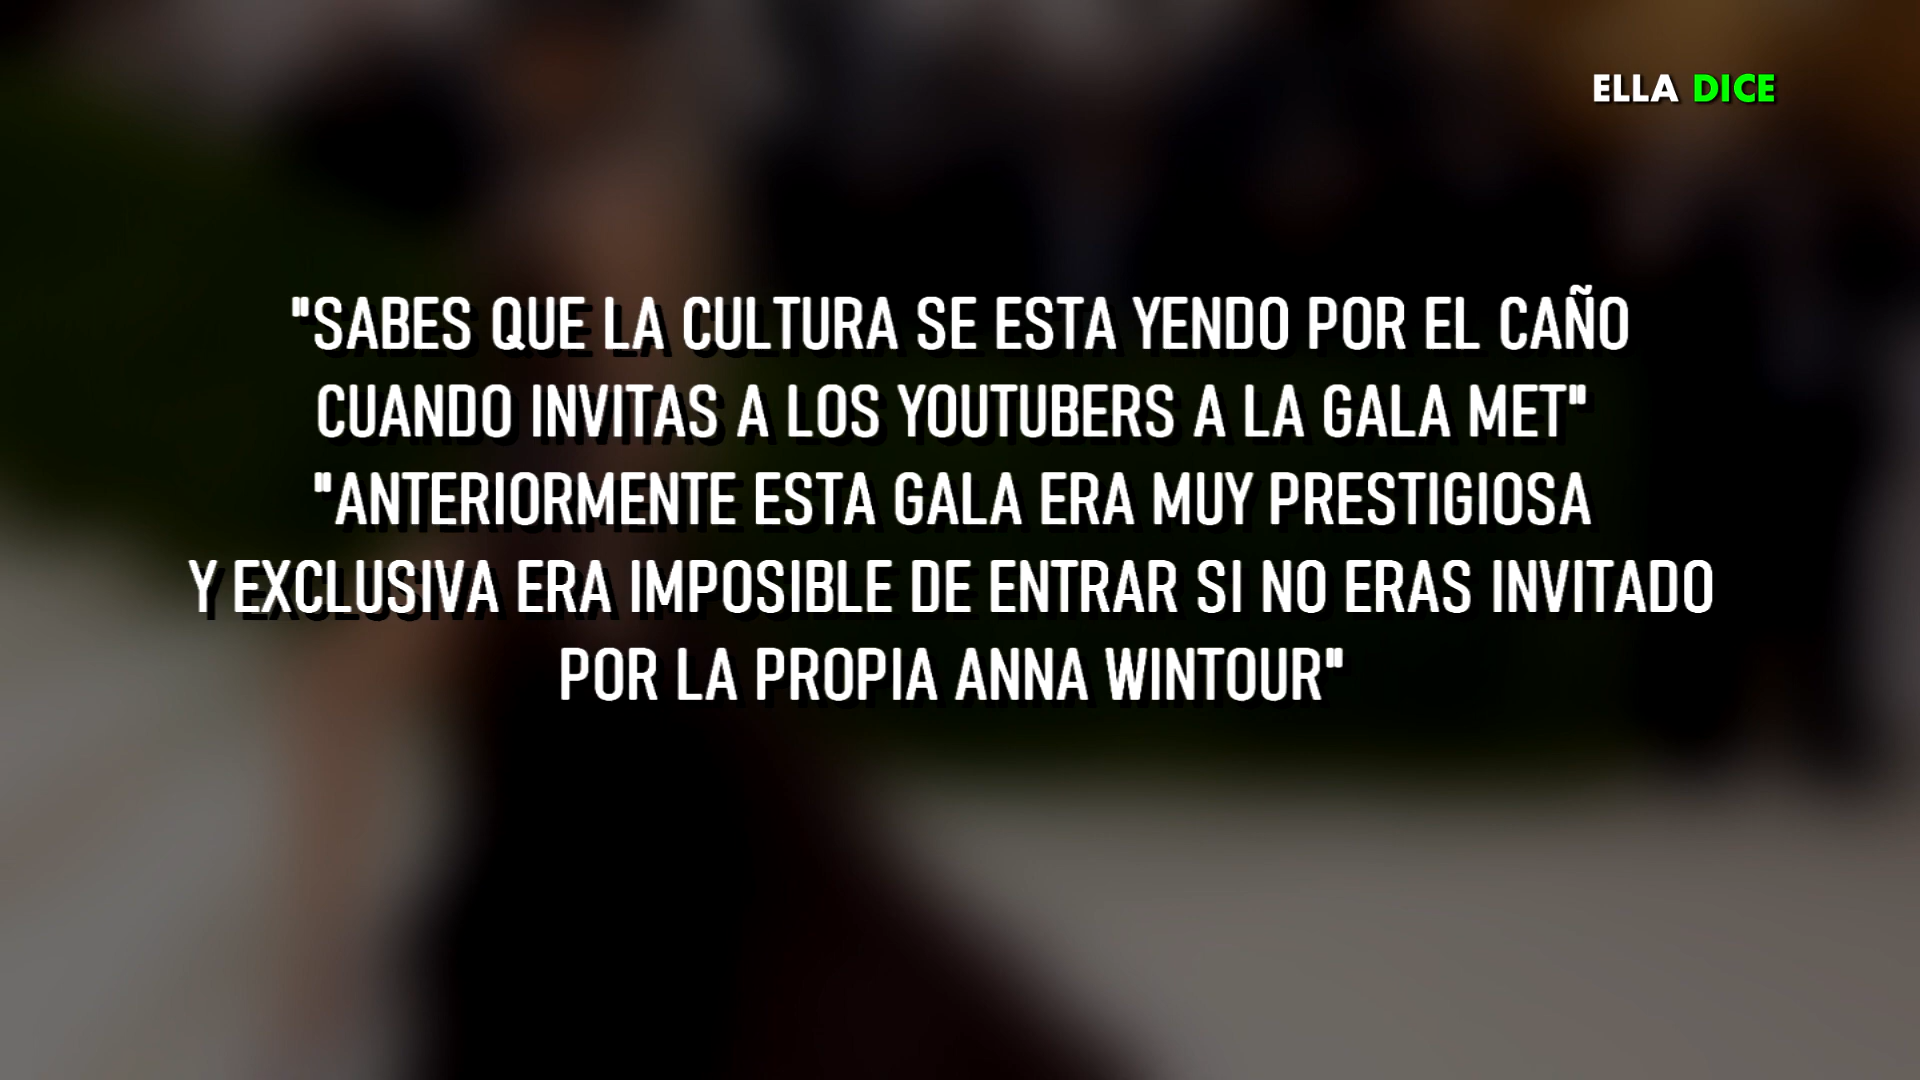 ELLA DICE
"SABES QUE LA CULTURA SE ESTA YENDO POR EL CAÑO
CUANDO INVITAS A LOS YOUTUBERS A LA GALA MET"
"ANTERIORMENTE ESTA GALA ERA MUY PRESTIGIOSA
Y EXCLUSIVA ERA IMPOSIBLE DE ENTRAR SI NO ERAS INVITADO
POR LA PROPIA ANNA WINTOUR"